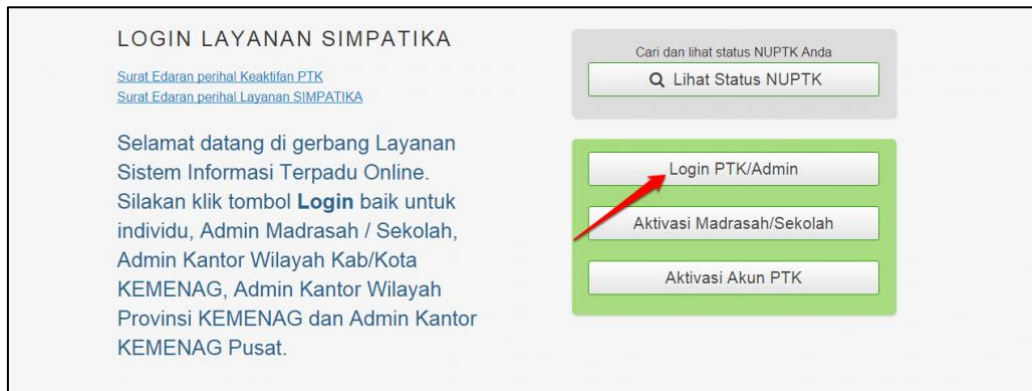 LOGIN LAYANAN SIMPATIKA
Surat Edaran perihal Keaktifan PTK
Surat Edaran perihal Layanan SIMPATIKA
Selamat datang di gerbang Layanan
Sistem Informasi Terpadu Online.
Silakan klik tombol Login baik untuk
individu, Admin Madrasah / Sekolah,
Admin Kantor Wilayah Kab/Kota
KEMENAG, Admin Kantor Wilayah
Provinsi KEMENAG dan Admin Kantor
KEMENAG Pusat.
Cari dan lihat status NUPTK Anda
Lihat Status NUPTK
Login PTK/Admin
Aktivasi Madrasah/Sekolah
Aktivasi Akun PTK